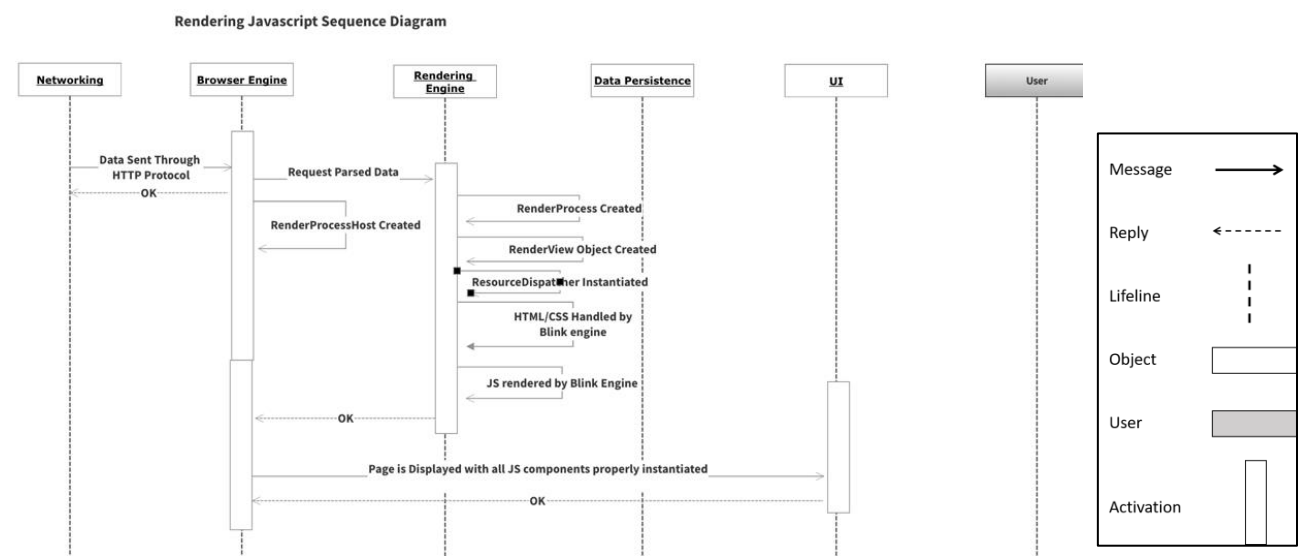 Rendering Javascript Sequence Diagram
Networking
Browser Engine
Rendering
Engine
Data Persistence
UI
User
Data Sent Through
HTTP Protocol
OK
Request Parsed Data
RenderProcessHost Created
RenderProcess Created
RenderView Object Created
ResourceDispatcher Instantiated
HTML/CSS Handled by
Blink engine
JS rendered by Blink Engine
OK
Page is Displayed with all JS components properly instantiated
OK
Message
Reply
Lifeline
Object
User
Activation